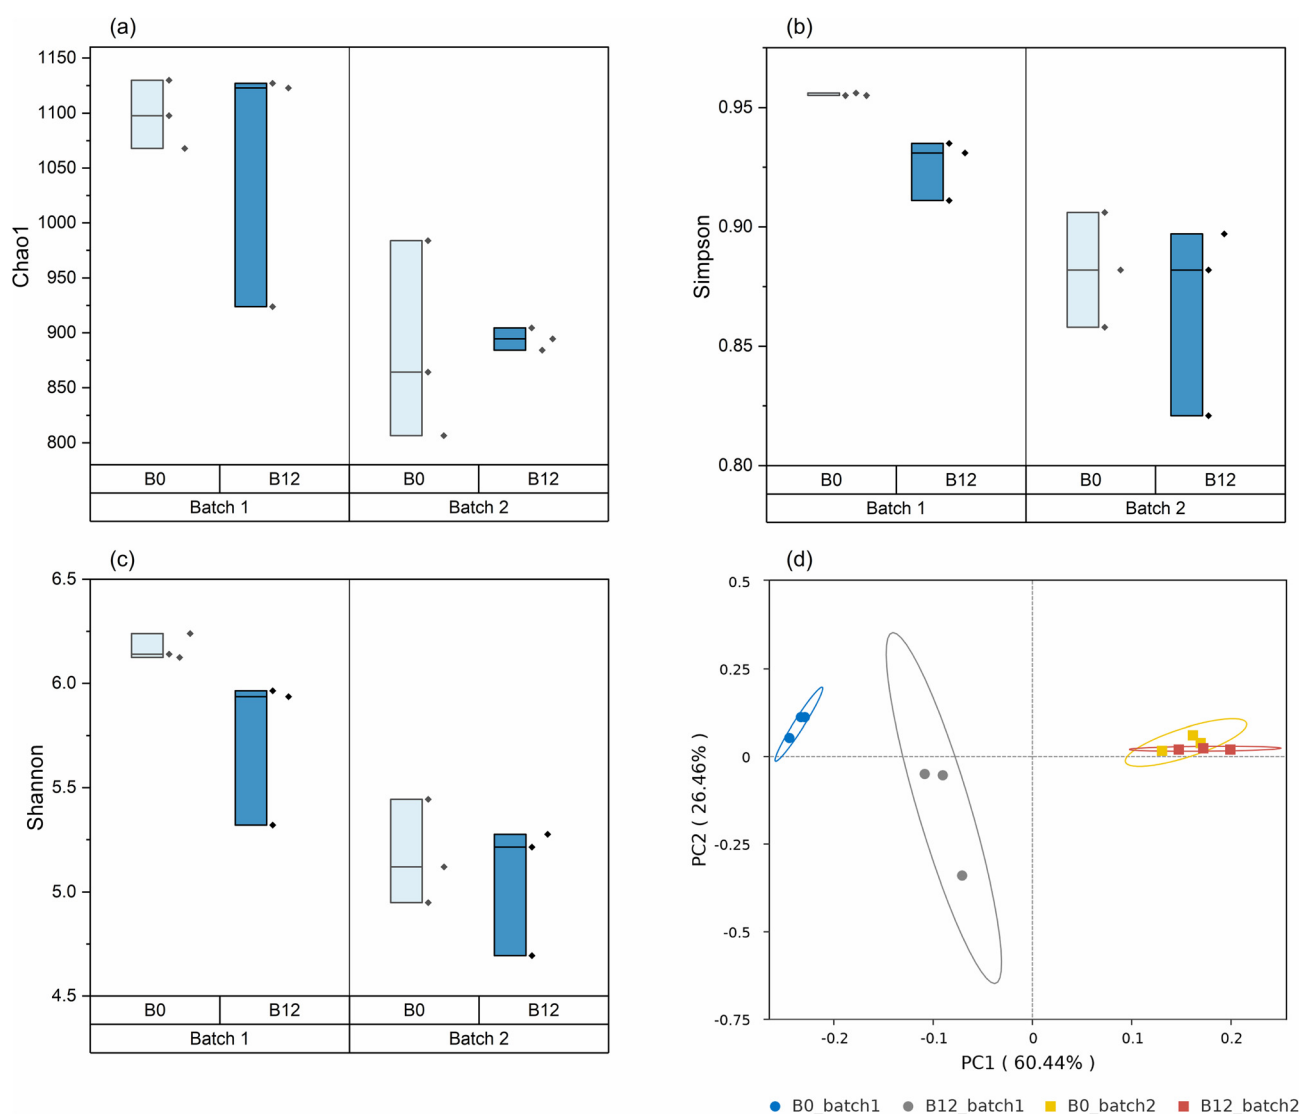 (a)
1150
1100
1050
1000
950
900
850
800
Chao1
B0 B12 B0 B12
Batch 1 Batch 2
(b)
0.95
0.90
0.85
0.80
Simpson
B0 B12 B0 B12
Batch 1 Batch 2
(c)
6.5
6.0
5.5
5.0
4.5
Shannon
B0 B12 B0 B12
Batch 1 Batch 2
(d)
0.5
0.25
0
-0.25
-0.5
-0.75
PC2 ( 26.46% )
-0.2 -0.1 0 0.1 0.2
PC1 ( 60.44% )
B0_batch1 B12_batch1 B0_batch2 B12_batch2